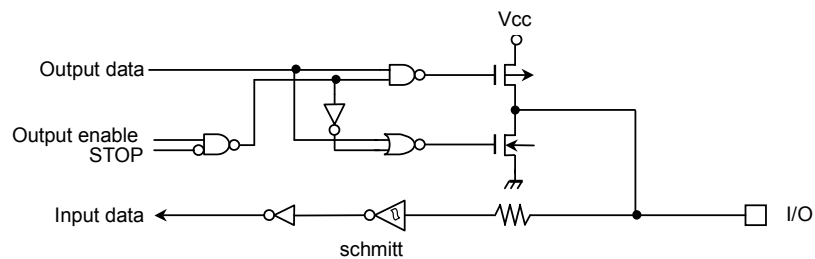 Vcc
Output data
Output enable
STOP
Input data
schmitt
I/O